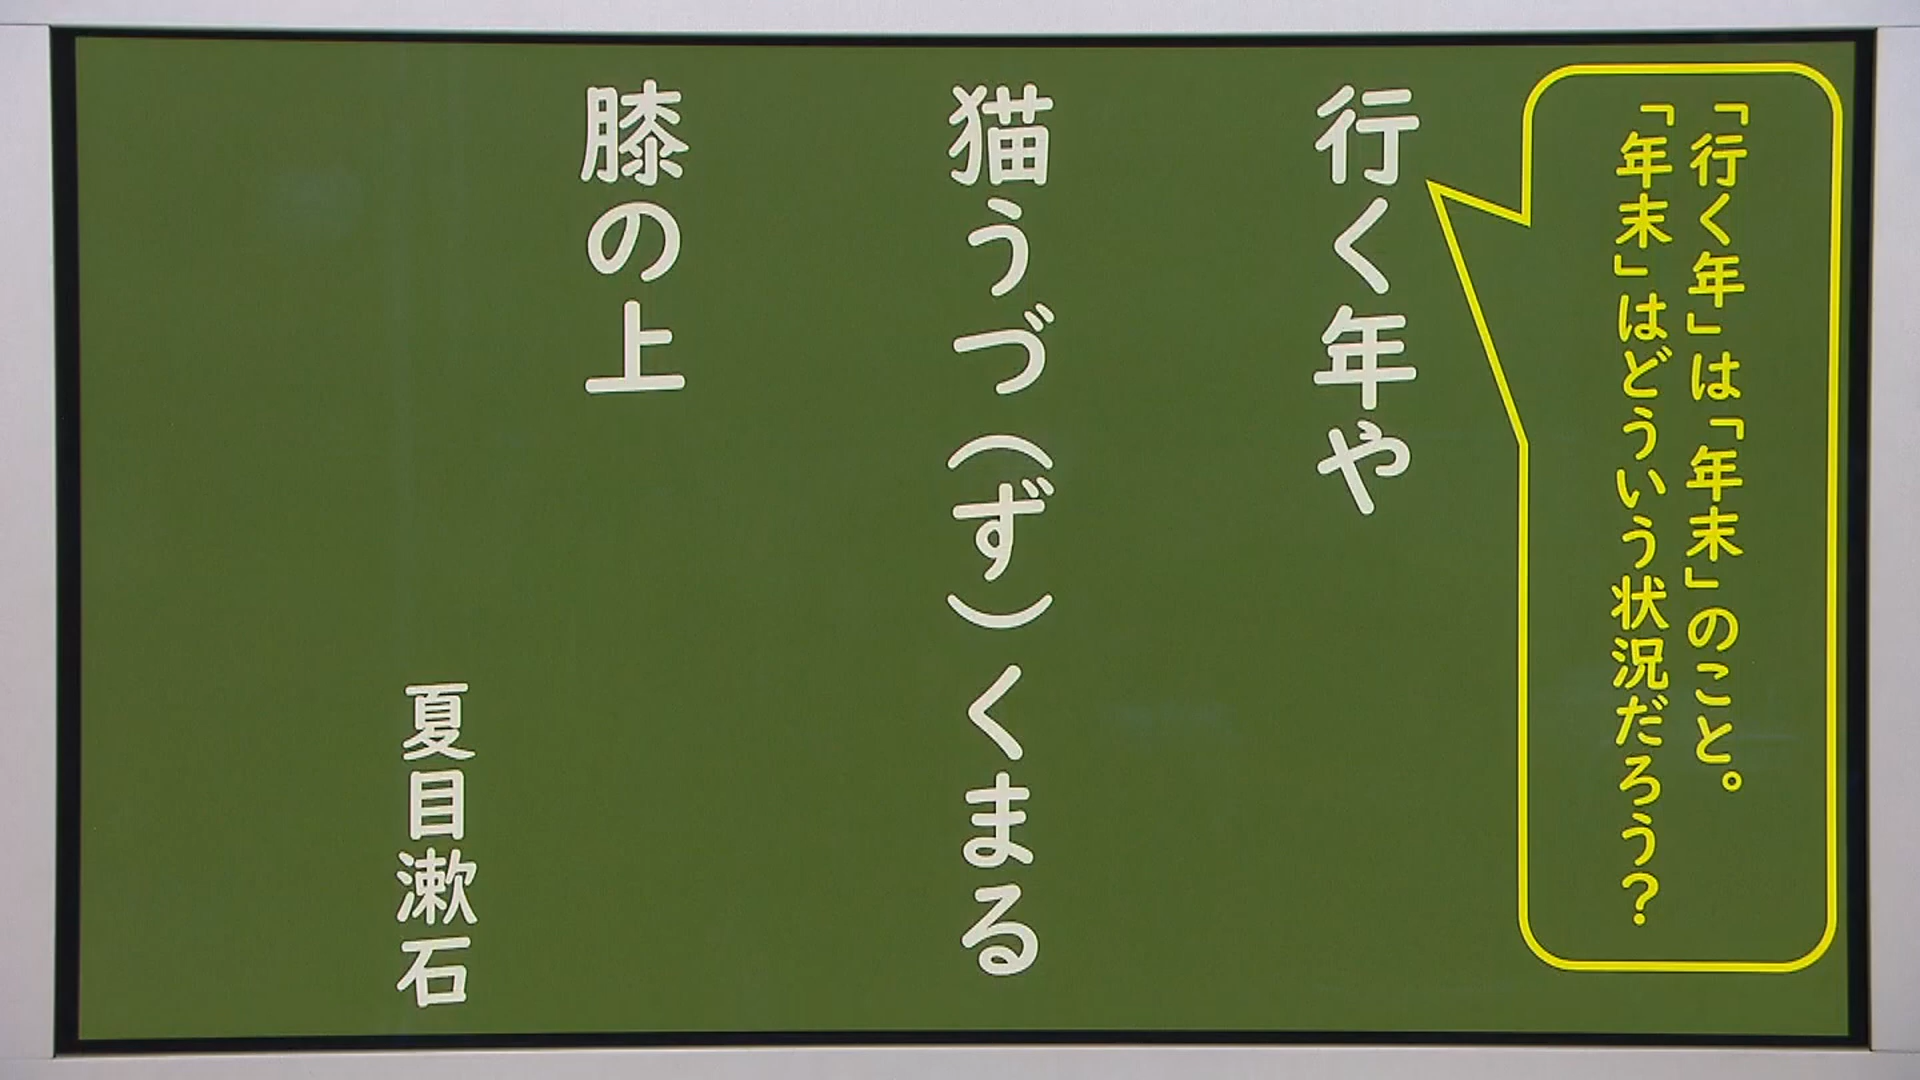 「行く年」は「年末」のこと。
「年末」はどういう状況だろう?
行く年や
猫うづ(ず)くまる
膝の上
夏目漱石